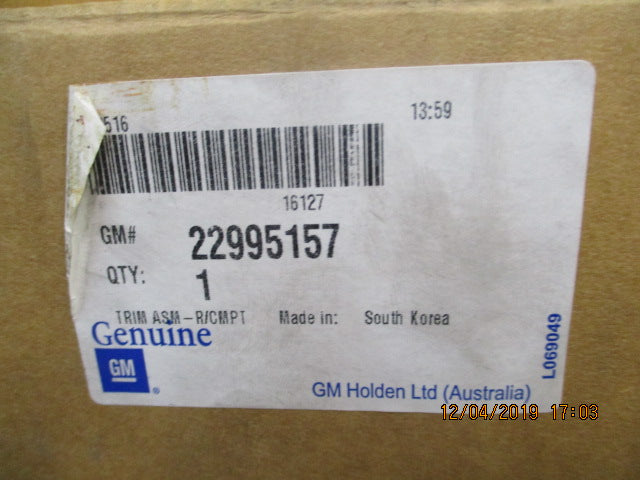 516 13:59
16127
GM# 22995157
QTY: 1
TRIM ASM-R/CMPT Made in: South Korea
Genuine
GM ®
GM Holden Ltd (Australia)
L069049
12/04/2019 17:03